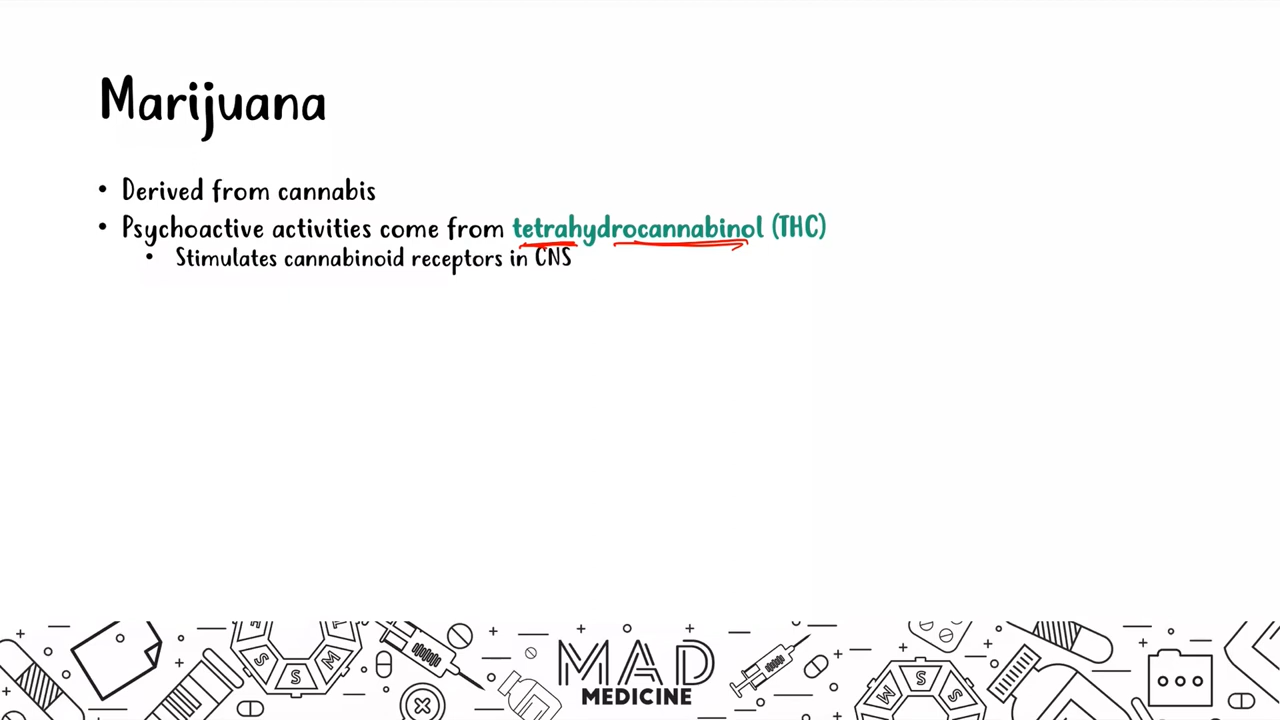 Marijuana
• Derived from cannabis
• Psychoactive activities come from tetrahydrocannabinol (THC)
• Stimulates cannabinoid receptors in CNS
S S M
MAD
MEDICINE
M S S